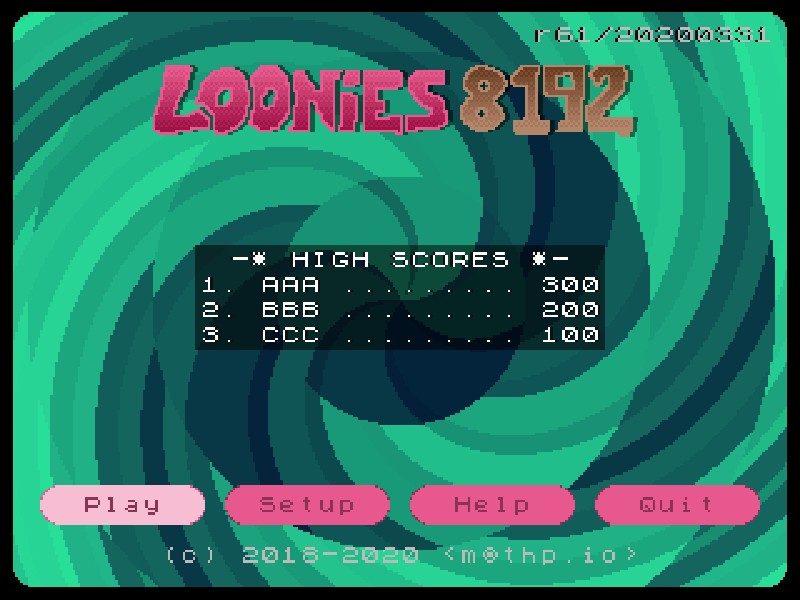 r61/20200331
LOONiES 8192
-* HIGH SCORES *-
1. AAA ......... 300
2. BBB ......... 200
3. CCC ......... 100
Play Setup Help Quit
(c) 2018-2020 <m@thp.io>